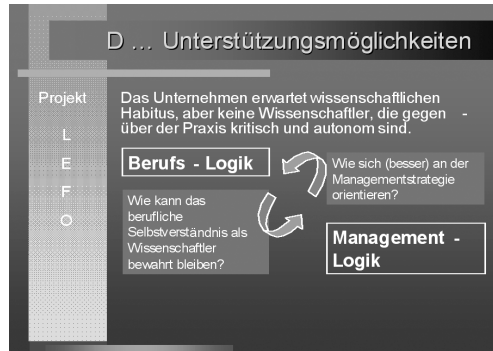 D ... Unterstützungsmöglichkeiten
Projekt
L
E
F
O
Das Unternehmen erwartet wissenschaftlichen
Habitus, aber keine Wissenschaftler, die gegen -
über der Praxis kritisch und autonom sind.
Berufs - Logik
Wie sich (besser) an der
Managementstrategie
orientieren?
Wie kann das
berufliche
Selbstverständnis als
Wissenschaftler
bewahrt bleiben?
Management -
Logik